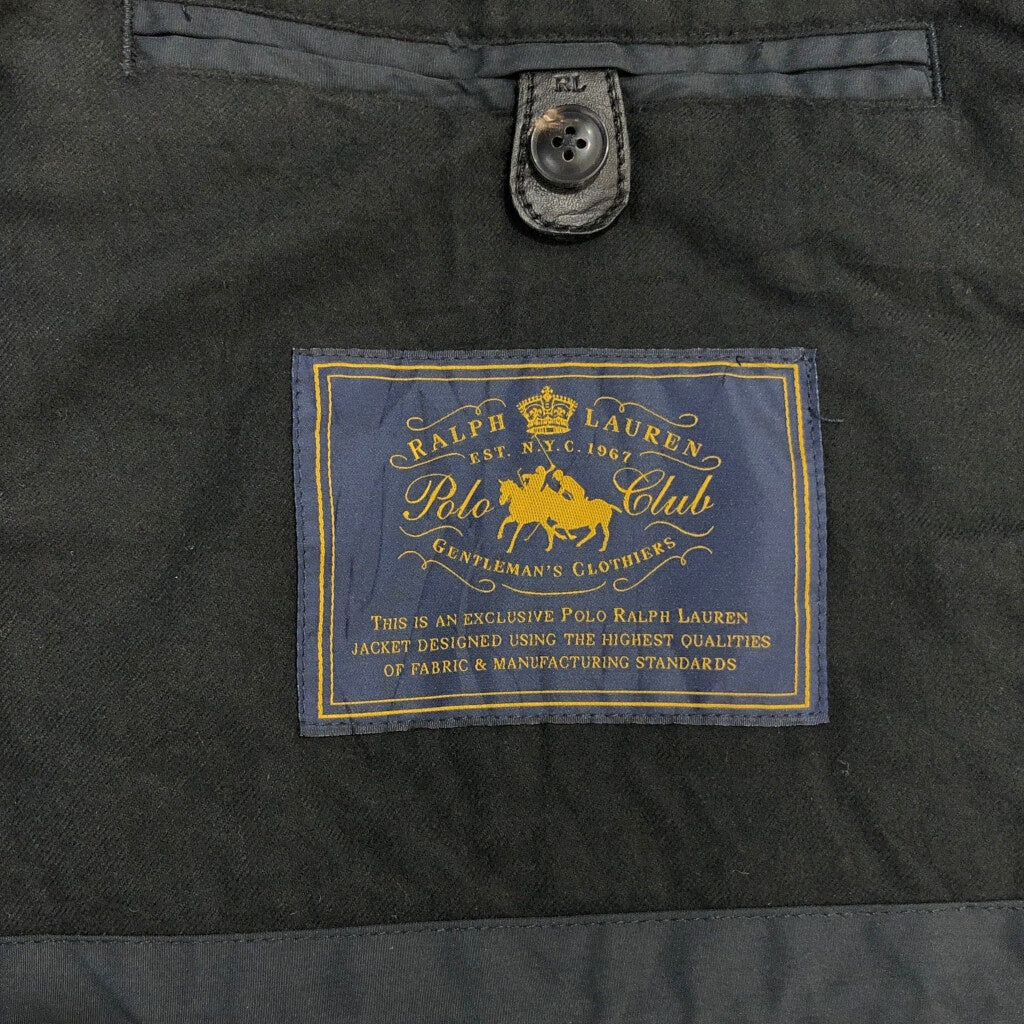 RL
RALPH LAUREN
EST. N.Y.C. 1967
Polo Club
GENTLEMAN'S CLOTHIERS
THIS IS AN EXCLUSIVE POLO RALPH LAUREN
JACKET DESIGNED USING THE HIGHEST QUALITIES
OF FABRIC & MANUFACTURING STANDARDS